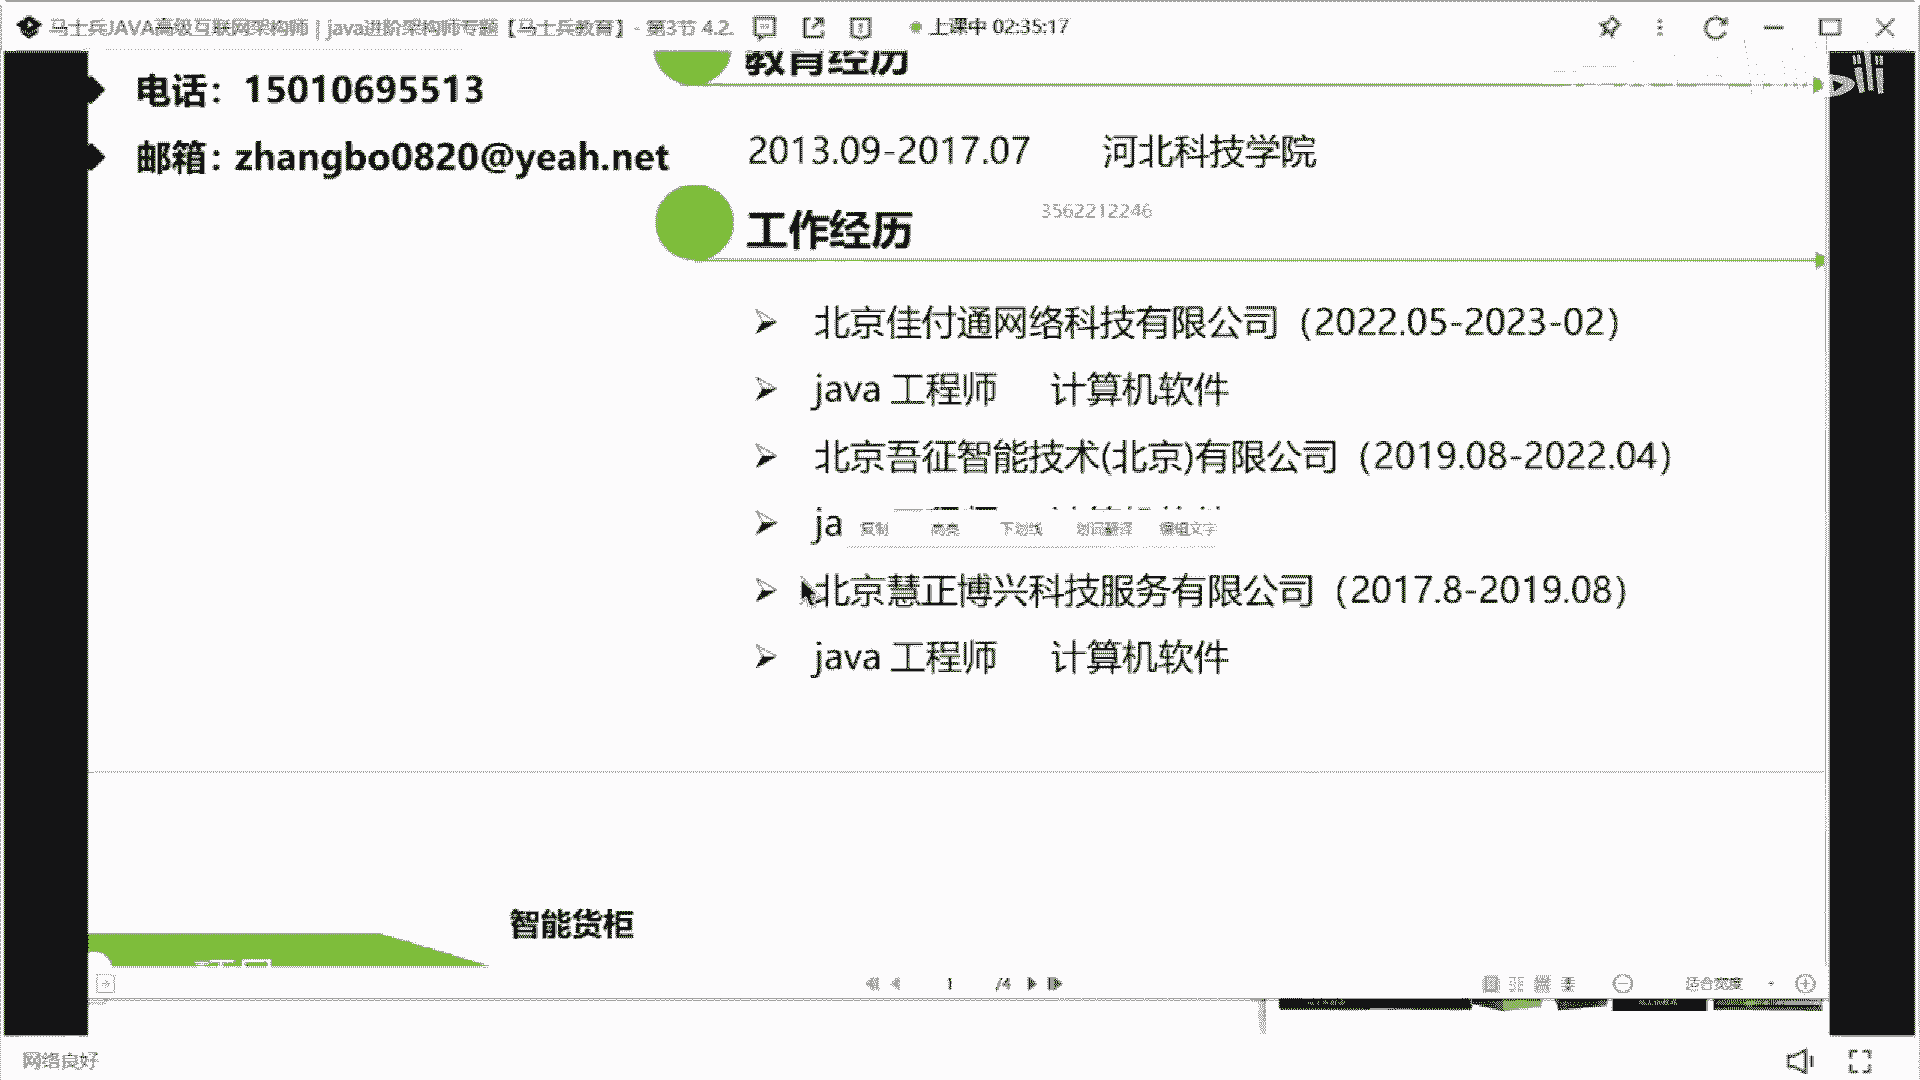 马士兵JAVA高级互联网架构师 | java进阶架构师专题【马士兵教育】 - 第3节 4.2.
上课中 02:35:17
电话：15010695513
邮箱：zhangbo0820@yeah.net
教育经历
2013.09-2017.07 河北科技学院
3562212246
工作经历
北京佳付通网络科技有限公司（2022.05-2023-02）
java 工程师 计算机软件
北京吾征智能技术(北京)有限公司（2019.08-2022.04）
ja
复制 高亮 下划线 划词翻译 编辑文字
北京慧正博兴科技服务有限公司（2017.8-2019.08）
java 工程师 计算机软件
智能货柜
1 /4
适合宽度
网络良好